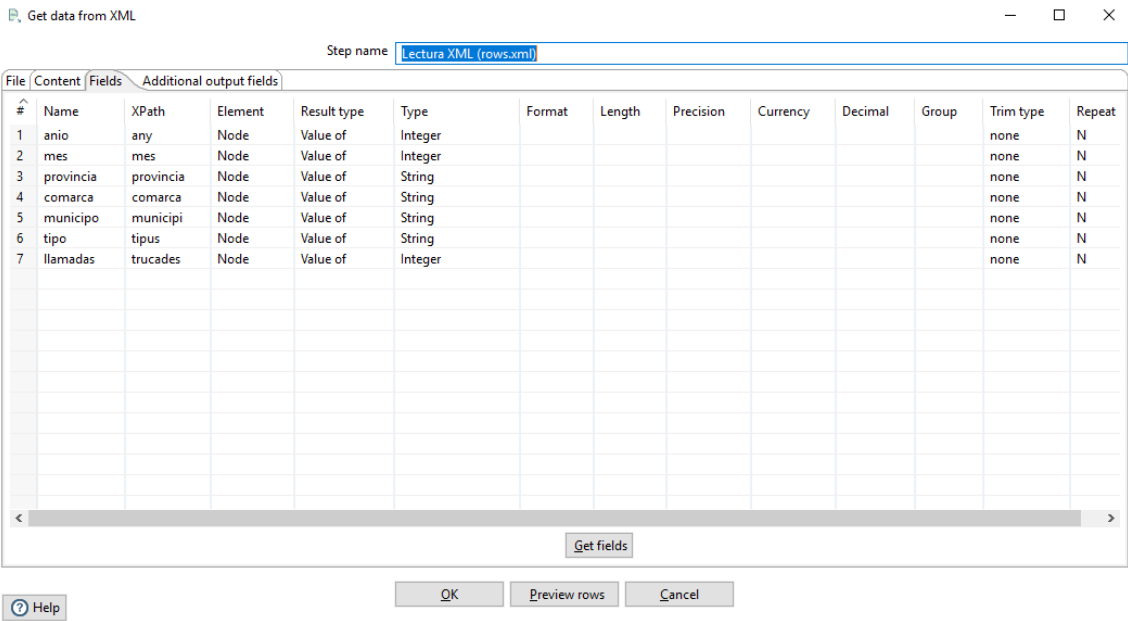 Get data from XML
Step name Lectura XML (rows.xml)
File Content Fields Additional output fields
# Name XPath Element Result type Type Format Length Precision Currency Decimal Group Trim type Repeat
1 anio any Node Value of Integer none N
2 mes mes Node Value of Integer none N
3 provincia provincia Node Value of String none N
4 comarca comarca Node Value of String none N
5 municipo municipi Node Value of String none N
6 tipo tipus Node Value of String none N
7 llamadas trucades Node Value of Integer none N
Get fields
OK Preview rows Cancel
Help